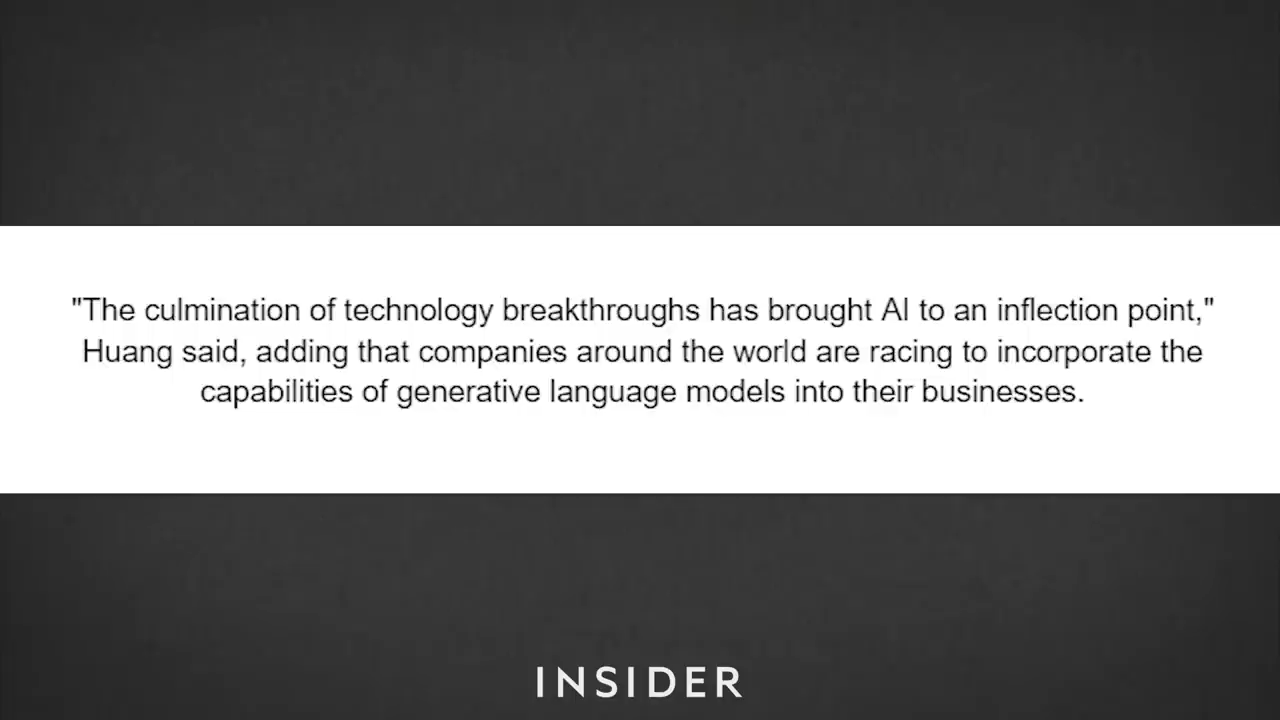 "The culmination of technology breakthroughs has brought AI to an inflection point,"
Huang said, adding that companies around the world are racing to incorporate the
capabilities of generative language models into their businesses.
INSIDER